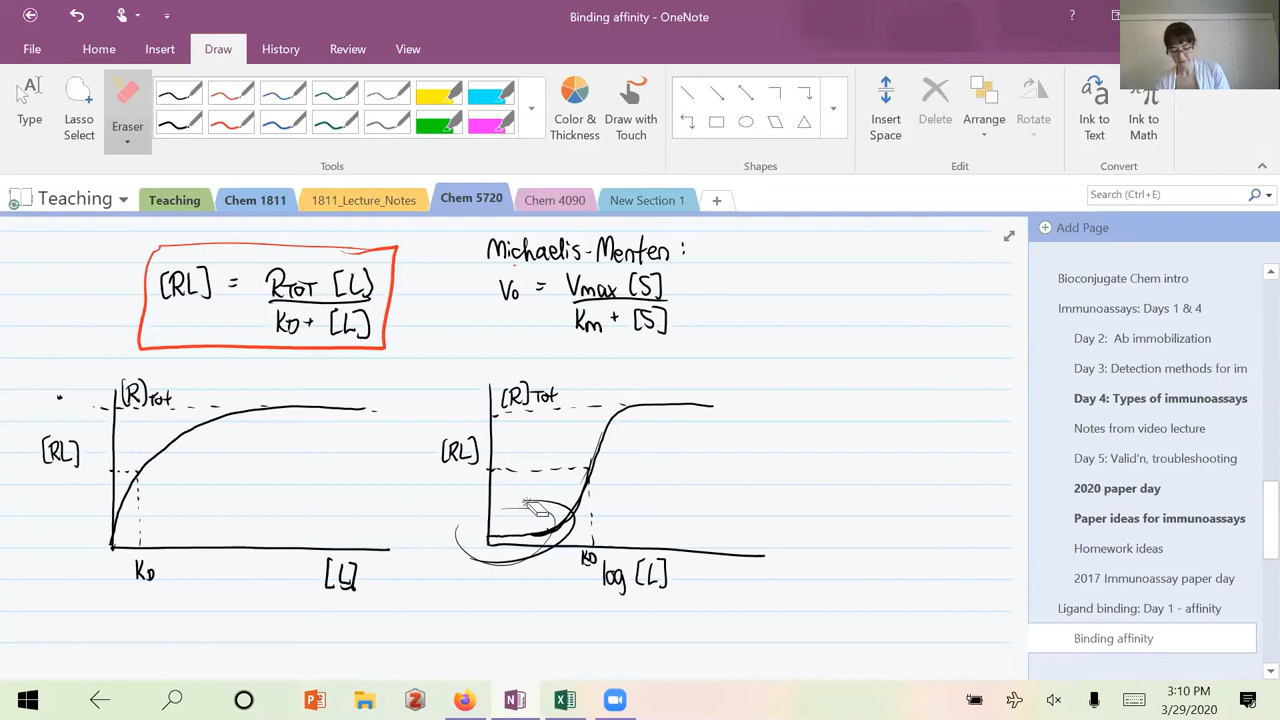 Binding affinity - OneNote
?
File Home Insert Draw History Review View
Type
Lasso Select
Eraser
Color & Thickness
Draw with Touch
Insert Space
Delete
Arrange
Rotate
Ink to Text
Ink to Math
Tools
Shapes
Edit
Convert
Teaching
Teaching
Chem 1811
1811_Lecture_Notes
Chem 5720
Chem 4090
New Section 1
Search (Ctrl+E)
Add Page
Bioconjugate Chem intro
Immunoassays: Days 1 & 4
Day 2: Ab immobilization
Day 3: Detection methods for im
Day 4: Types of immunoassays
Notes from video lecture
Day 5: Valid'n, troubleshooting
2020 paper day
Paper ideas for immunoassays
Homework ideas
2017 Immunoassay paper day
Ligand binding: Day 1 - affinity
Binding affinity
[RL] = RTOT [L]
KD + [L]
Michaelis-Menten :
Vo = Vmax [S]
Km + [S]
[R]TOT
[RL]
KD
[L]
[R]TOT
[RL]
KD
log [L]
3:10 PM
3/29/2020